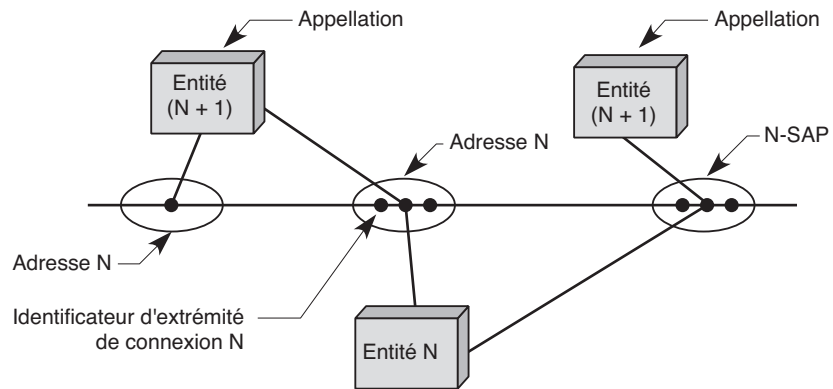 Appellation
Appellation
Entité
(N + 1)
Entité
(N + 1)
Adresse N
N-SAP
Adresse N
Identificateur d'extrémité
de connexion N
Entité N